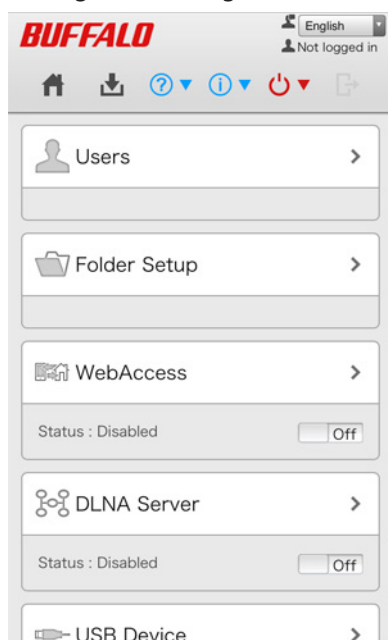 BUFFALO
English
Not logged in
Users
Folder Setup
WebAccess
Status : Disabled
Off
DLNA Server
Status : Disabled
Off
USB Device